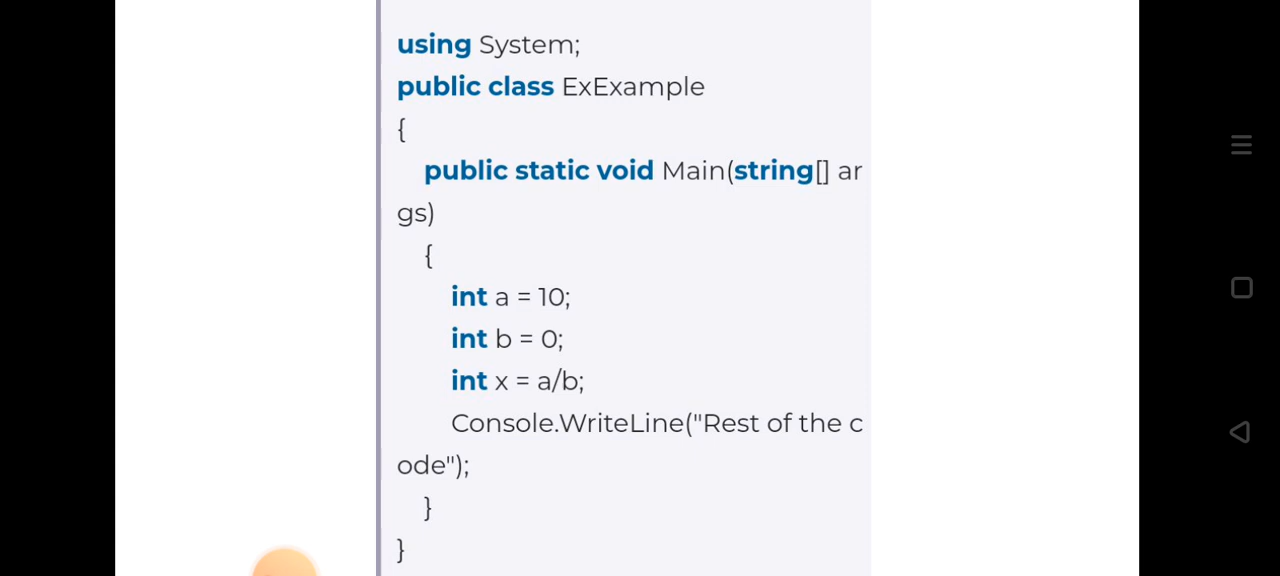 using System;
public class ExExample
{
public static void Main(string[] ar
gs)
{
int a = 10;
int b = 0;
int x = a/b;
Console.WriteLine("Rest of the c
ode");
}
}